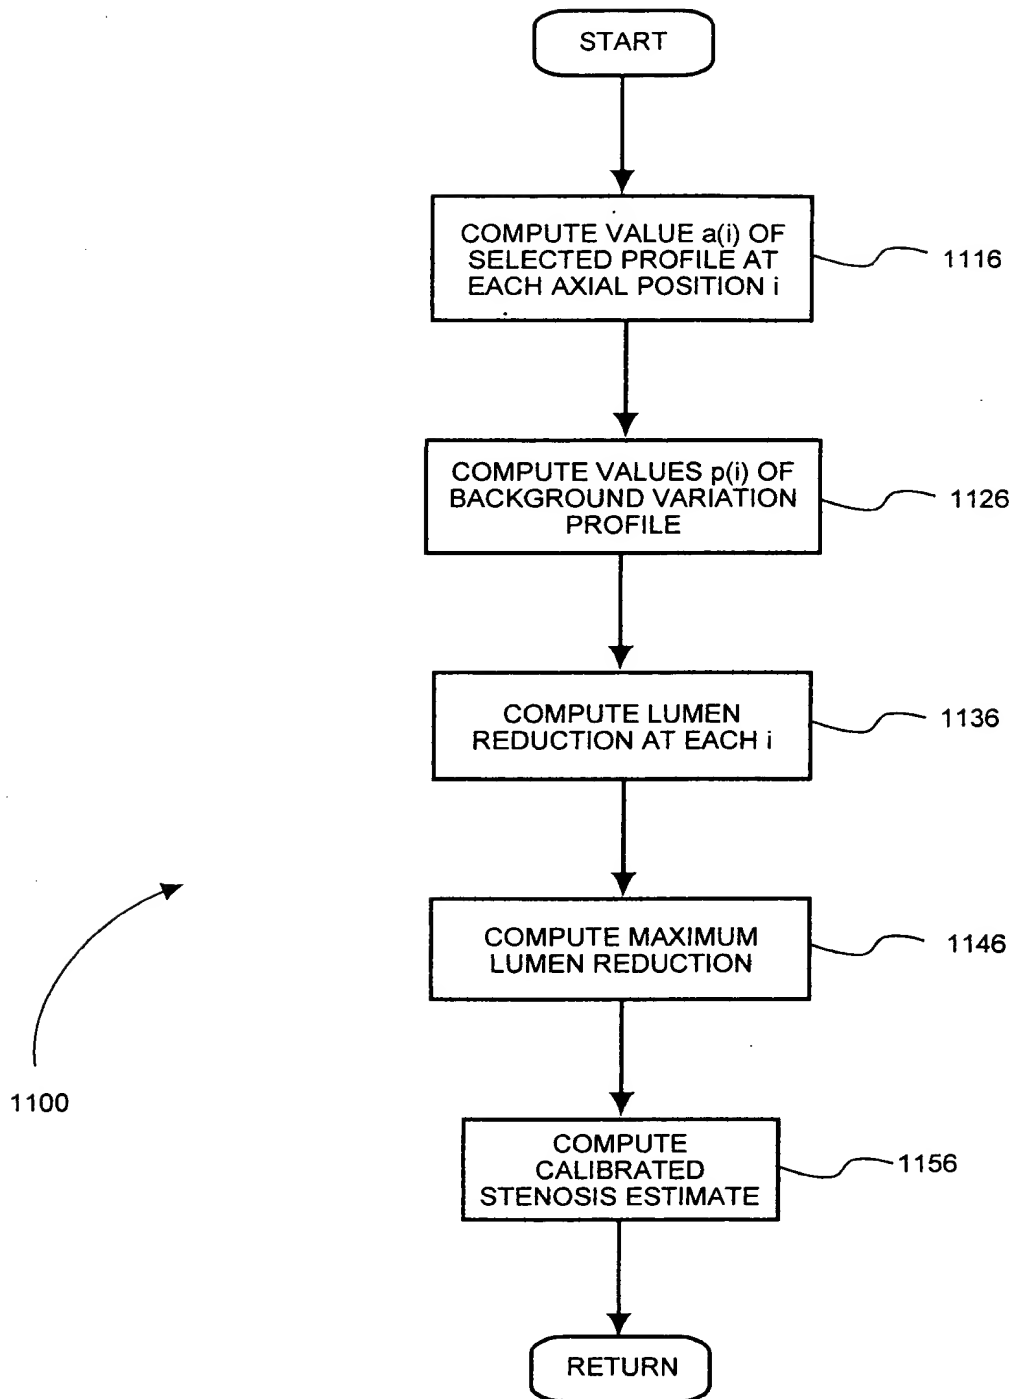 START
COMPUTE VALUE a(i) OF
SELECTED PROFILE AT
EACH AXIAL POSITION i
1116
COMPUTE VALUES p(i) OF
BACKGROUND VARIATION
PROFILE
1126
COMPUTE LUMEN
REDUCTION AT EACH i
1136
COMPUTE MAXIMUM
LUMEN REDUCTION
1146
1100
COMPUTE
CALIBRATED
STENOSIS ESTIMATE
1156
RETURN